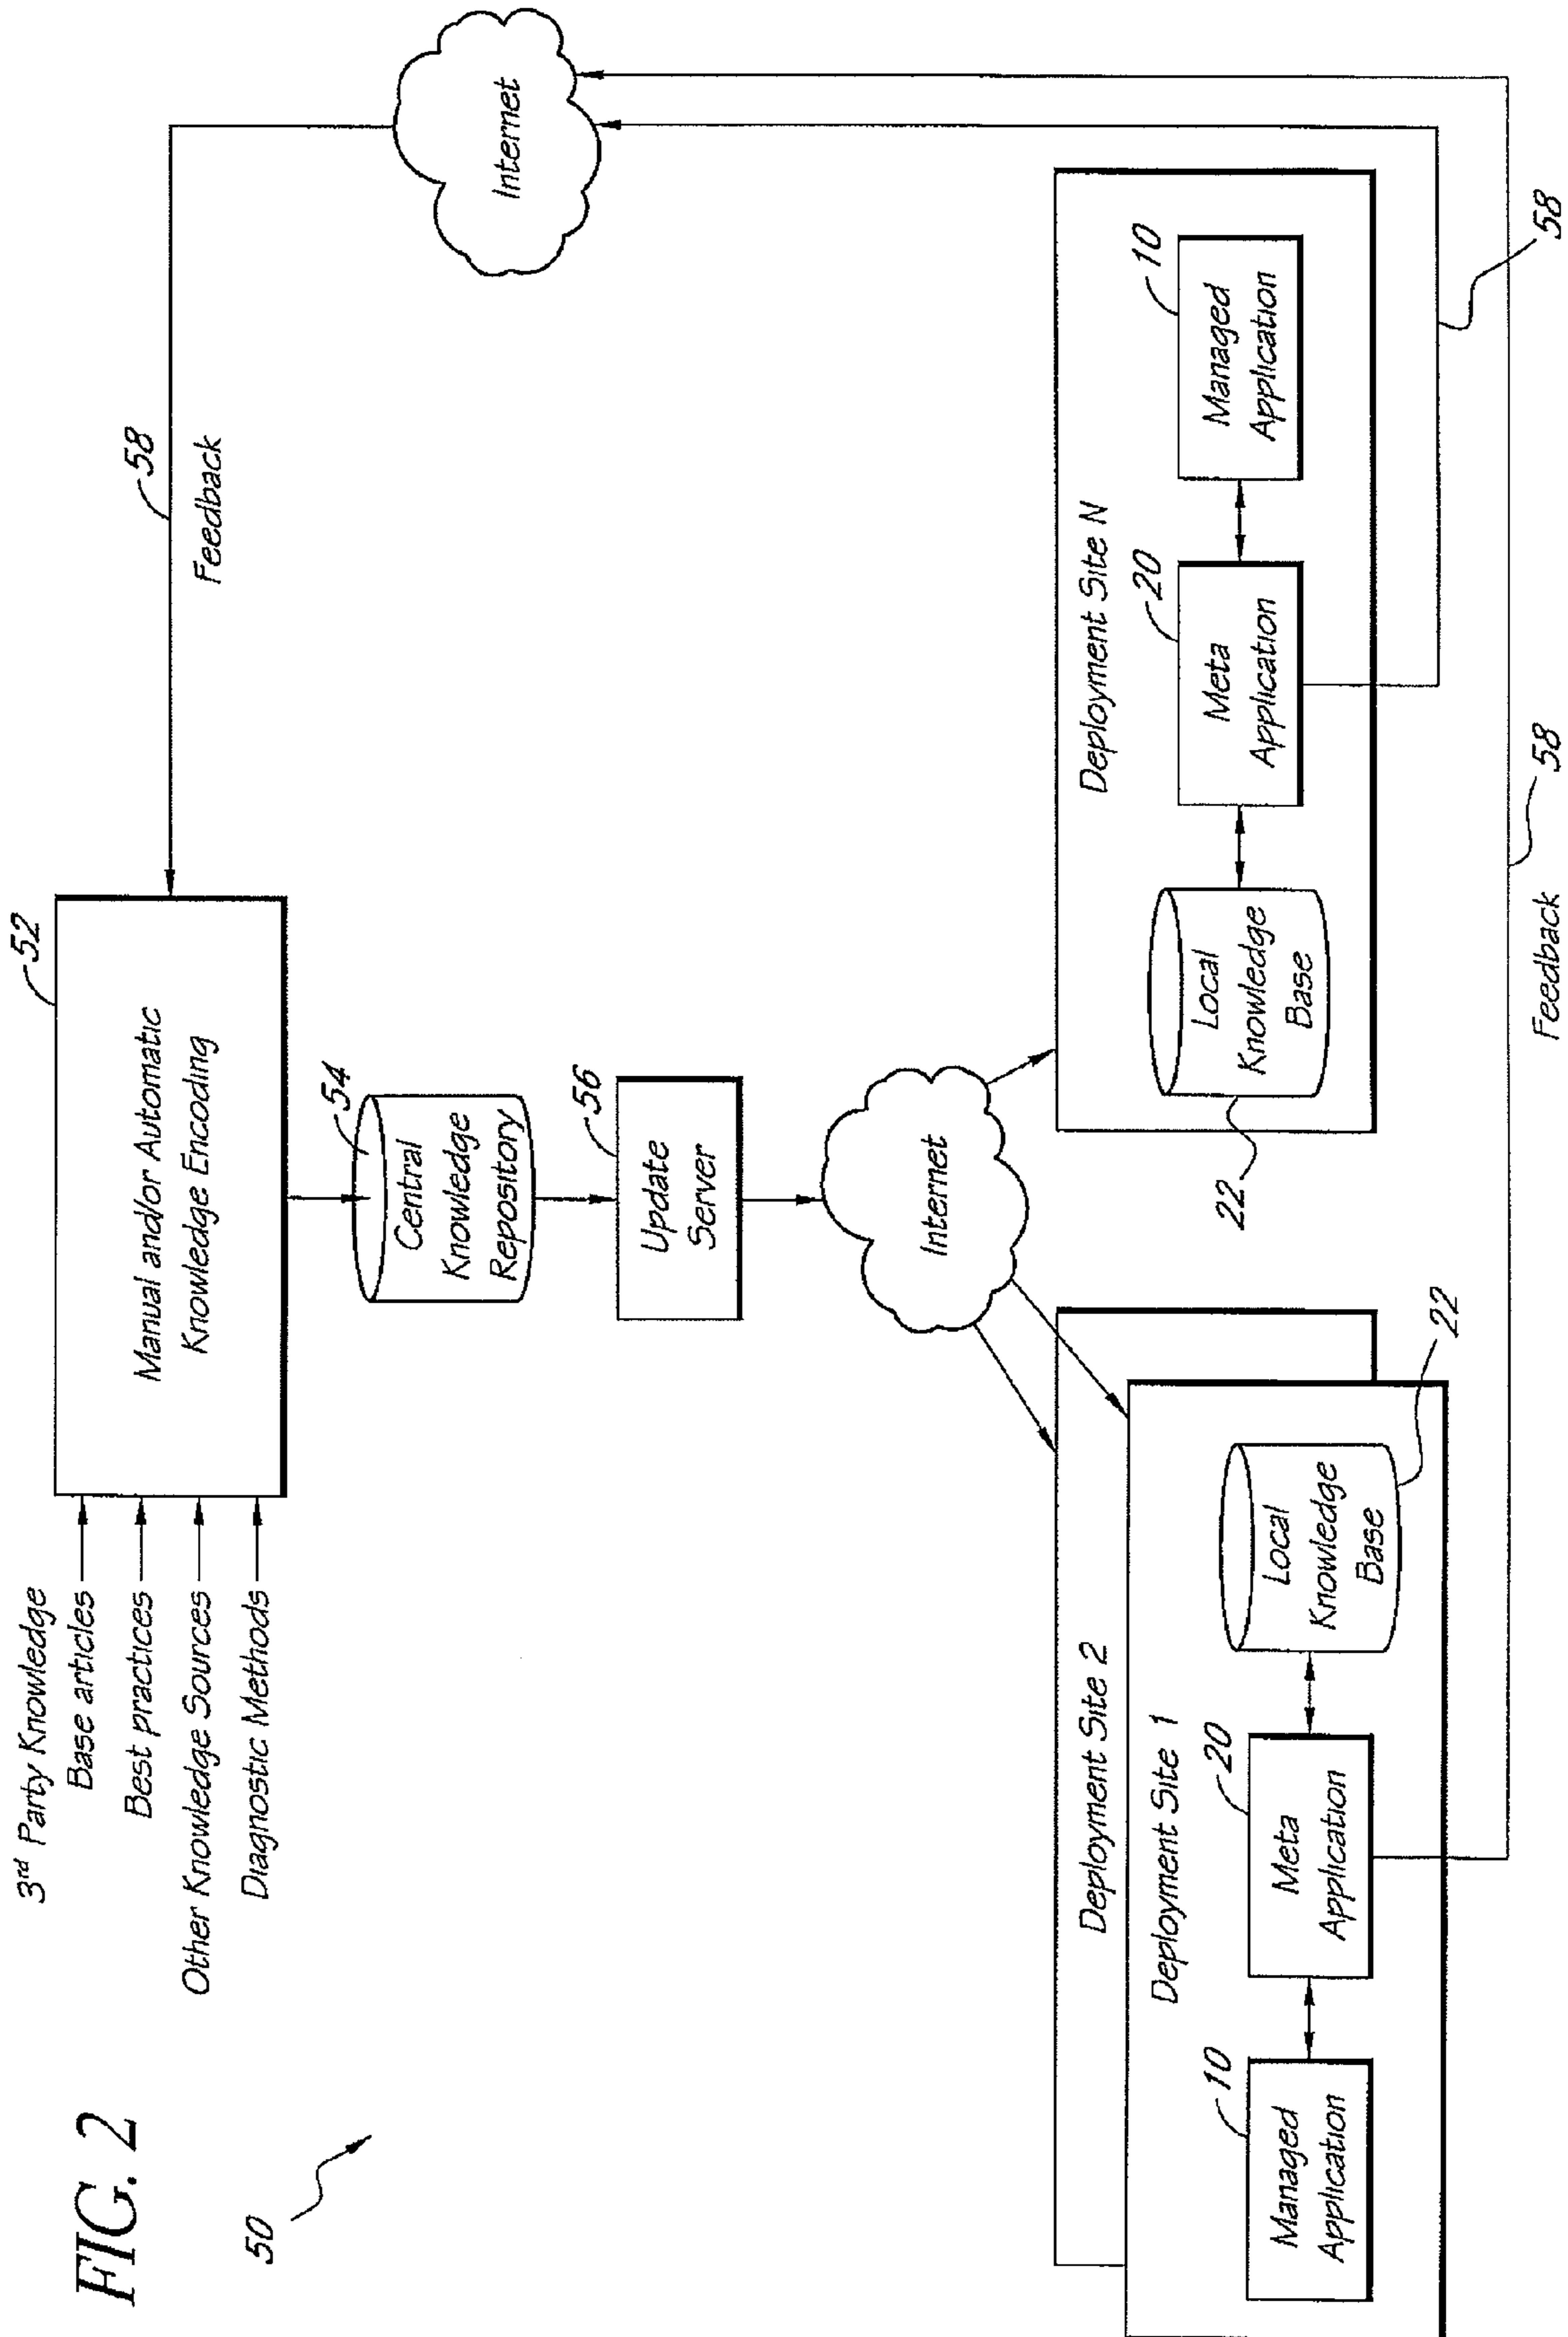 FIG. 2
50
3rd Party Knowledge
Base articles
Best practices
Other Knowledge Sources
Diagnostic Methods
52
Manual and/or Automatic
Knowledge Encoding
58
Feedback
Internet
54
Central
Knowledge
Repository
56
Update
Server
Internet
Deployment Site 2
Deployment Site 1
10
Managed
Application
20
Meta
Application
Local
Knowledge
Base
22
Deployment Site N
22
Local
Knowledge
Base
20
Meta
Application
10
Managed
Application
58
Feedback
58